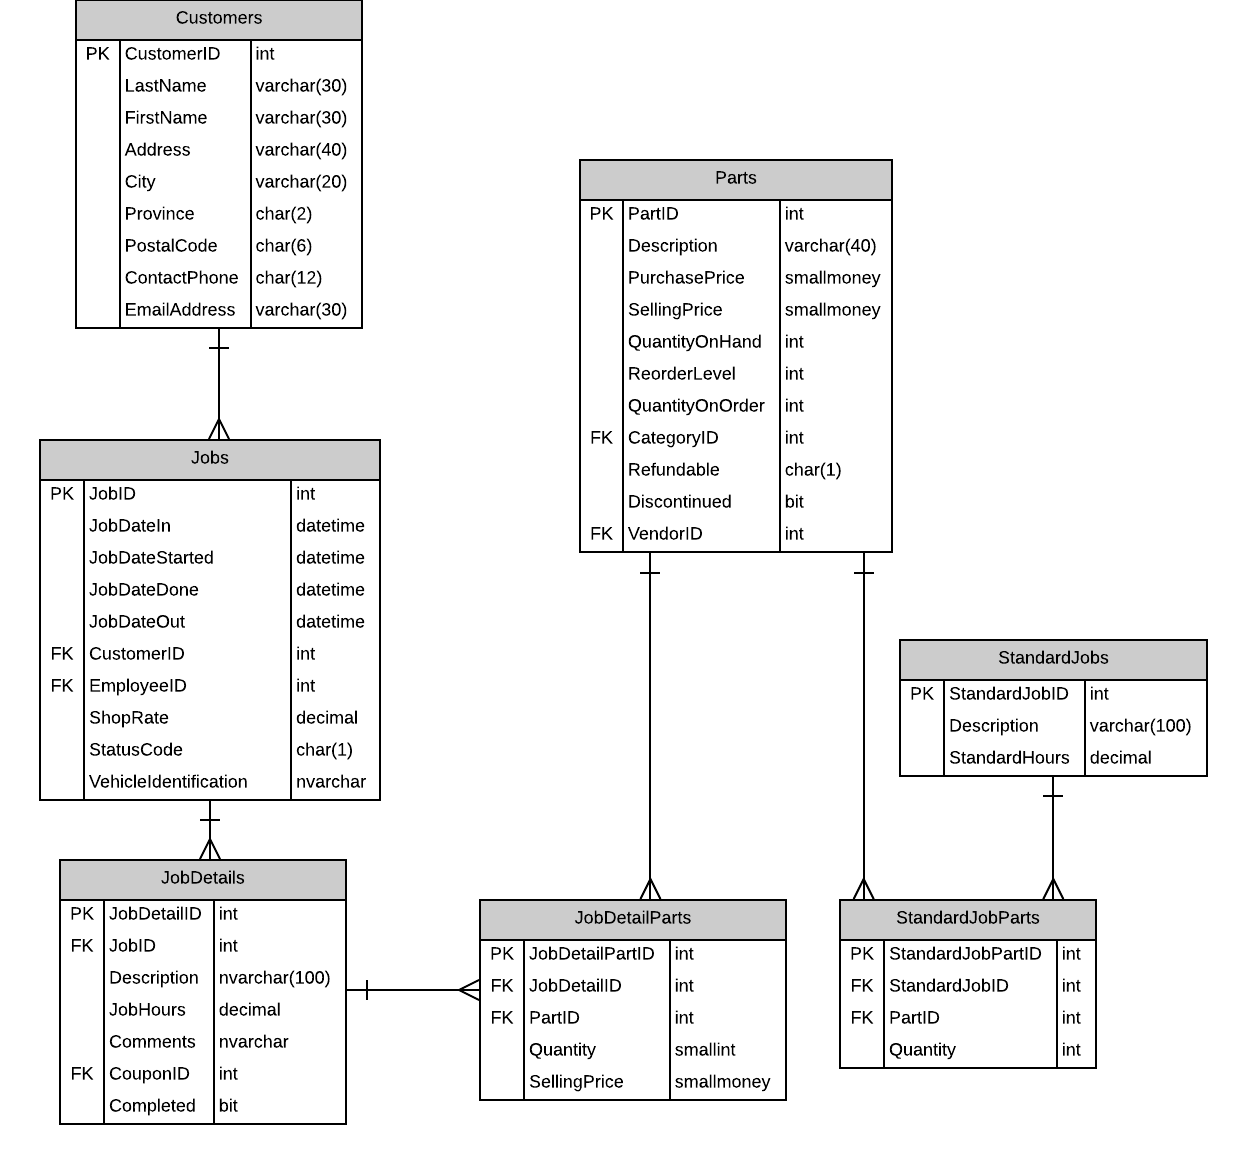 Customers
PK CustomerID int
LastName varchar(30)
FirstName varchar(30)
Address varchar(40)
City varchar(20)
Province char(2)
PostalCode char(6)
ContactPhone char(12)
EmailAddress varchar(30)
Parts
PK PartID int
Description varchar(40)
PurchasePrice smallmoney
SellingPrice smallmoney
QuantityOnHand int
ReorderLevel int
QuantityOnOrder int
FK CategoryID int
Refundable char(1)
Discontinued bit
FK VendorID int
Jobs
PK JobID int
JobDateIn datetime
JobDateStarted datetime
JobDateDone datetime
JobDateOut datetime
FK CustomerID int
FK EmployeeID int
ShopRate decimal
StatusCode char(1)
VehicleIdentification nvarchar
StandardJobs
PK StandardJobID int
Description varchar(100)
StandardHours decimal
JobDetails
PK JobDetailID int
FK JobID int
Description nvarchar(100)
JobHours decimal
Comments nvarchar
FK CouponID int
Completed bit
JobDetailParts
PK JobDetailPartID int
FK JobDetailID int
FK PartID int
Quantity smallint
SellingPrice smallmoney
StandardJobParts
PK StandardJobPartID int
FK StandardJobID int
FK PartID int
Quantity int